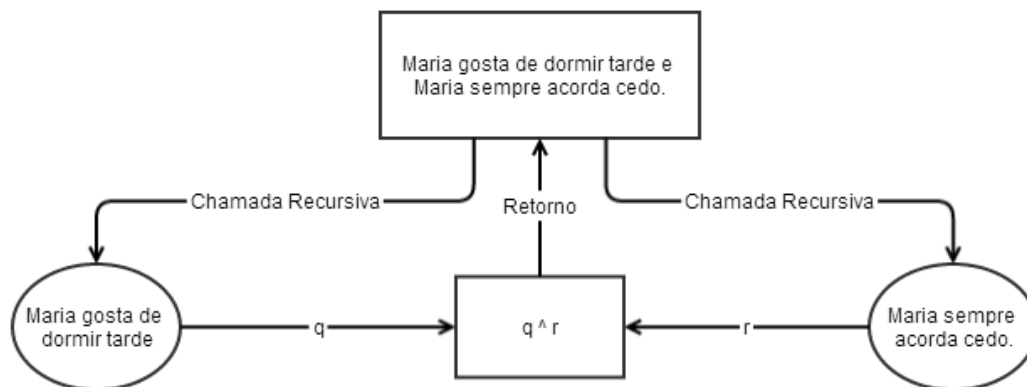 Maria gosta de dormir tarde e
Maria sempre acorda cedo.
Chamada Recursiva
Retorno
Chamada Recursiva
Maria gosta de
dormir tarde
q
q ^ r
r
Maria sempre
acorda cedo.